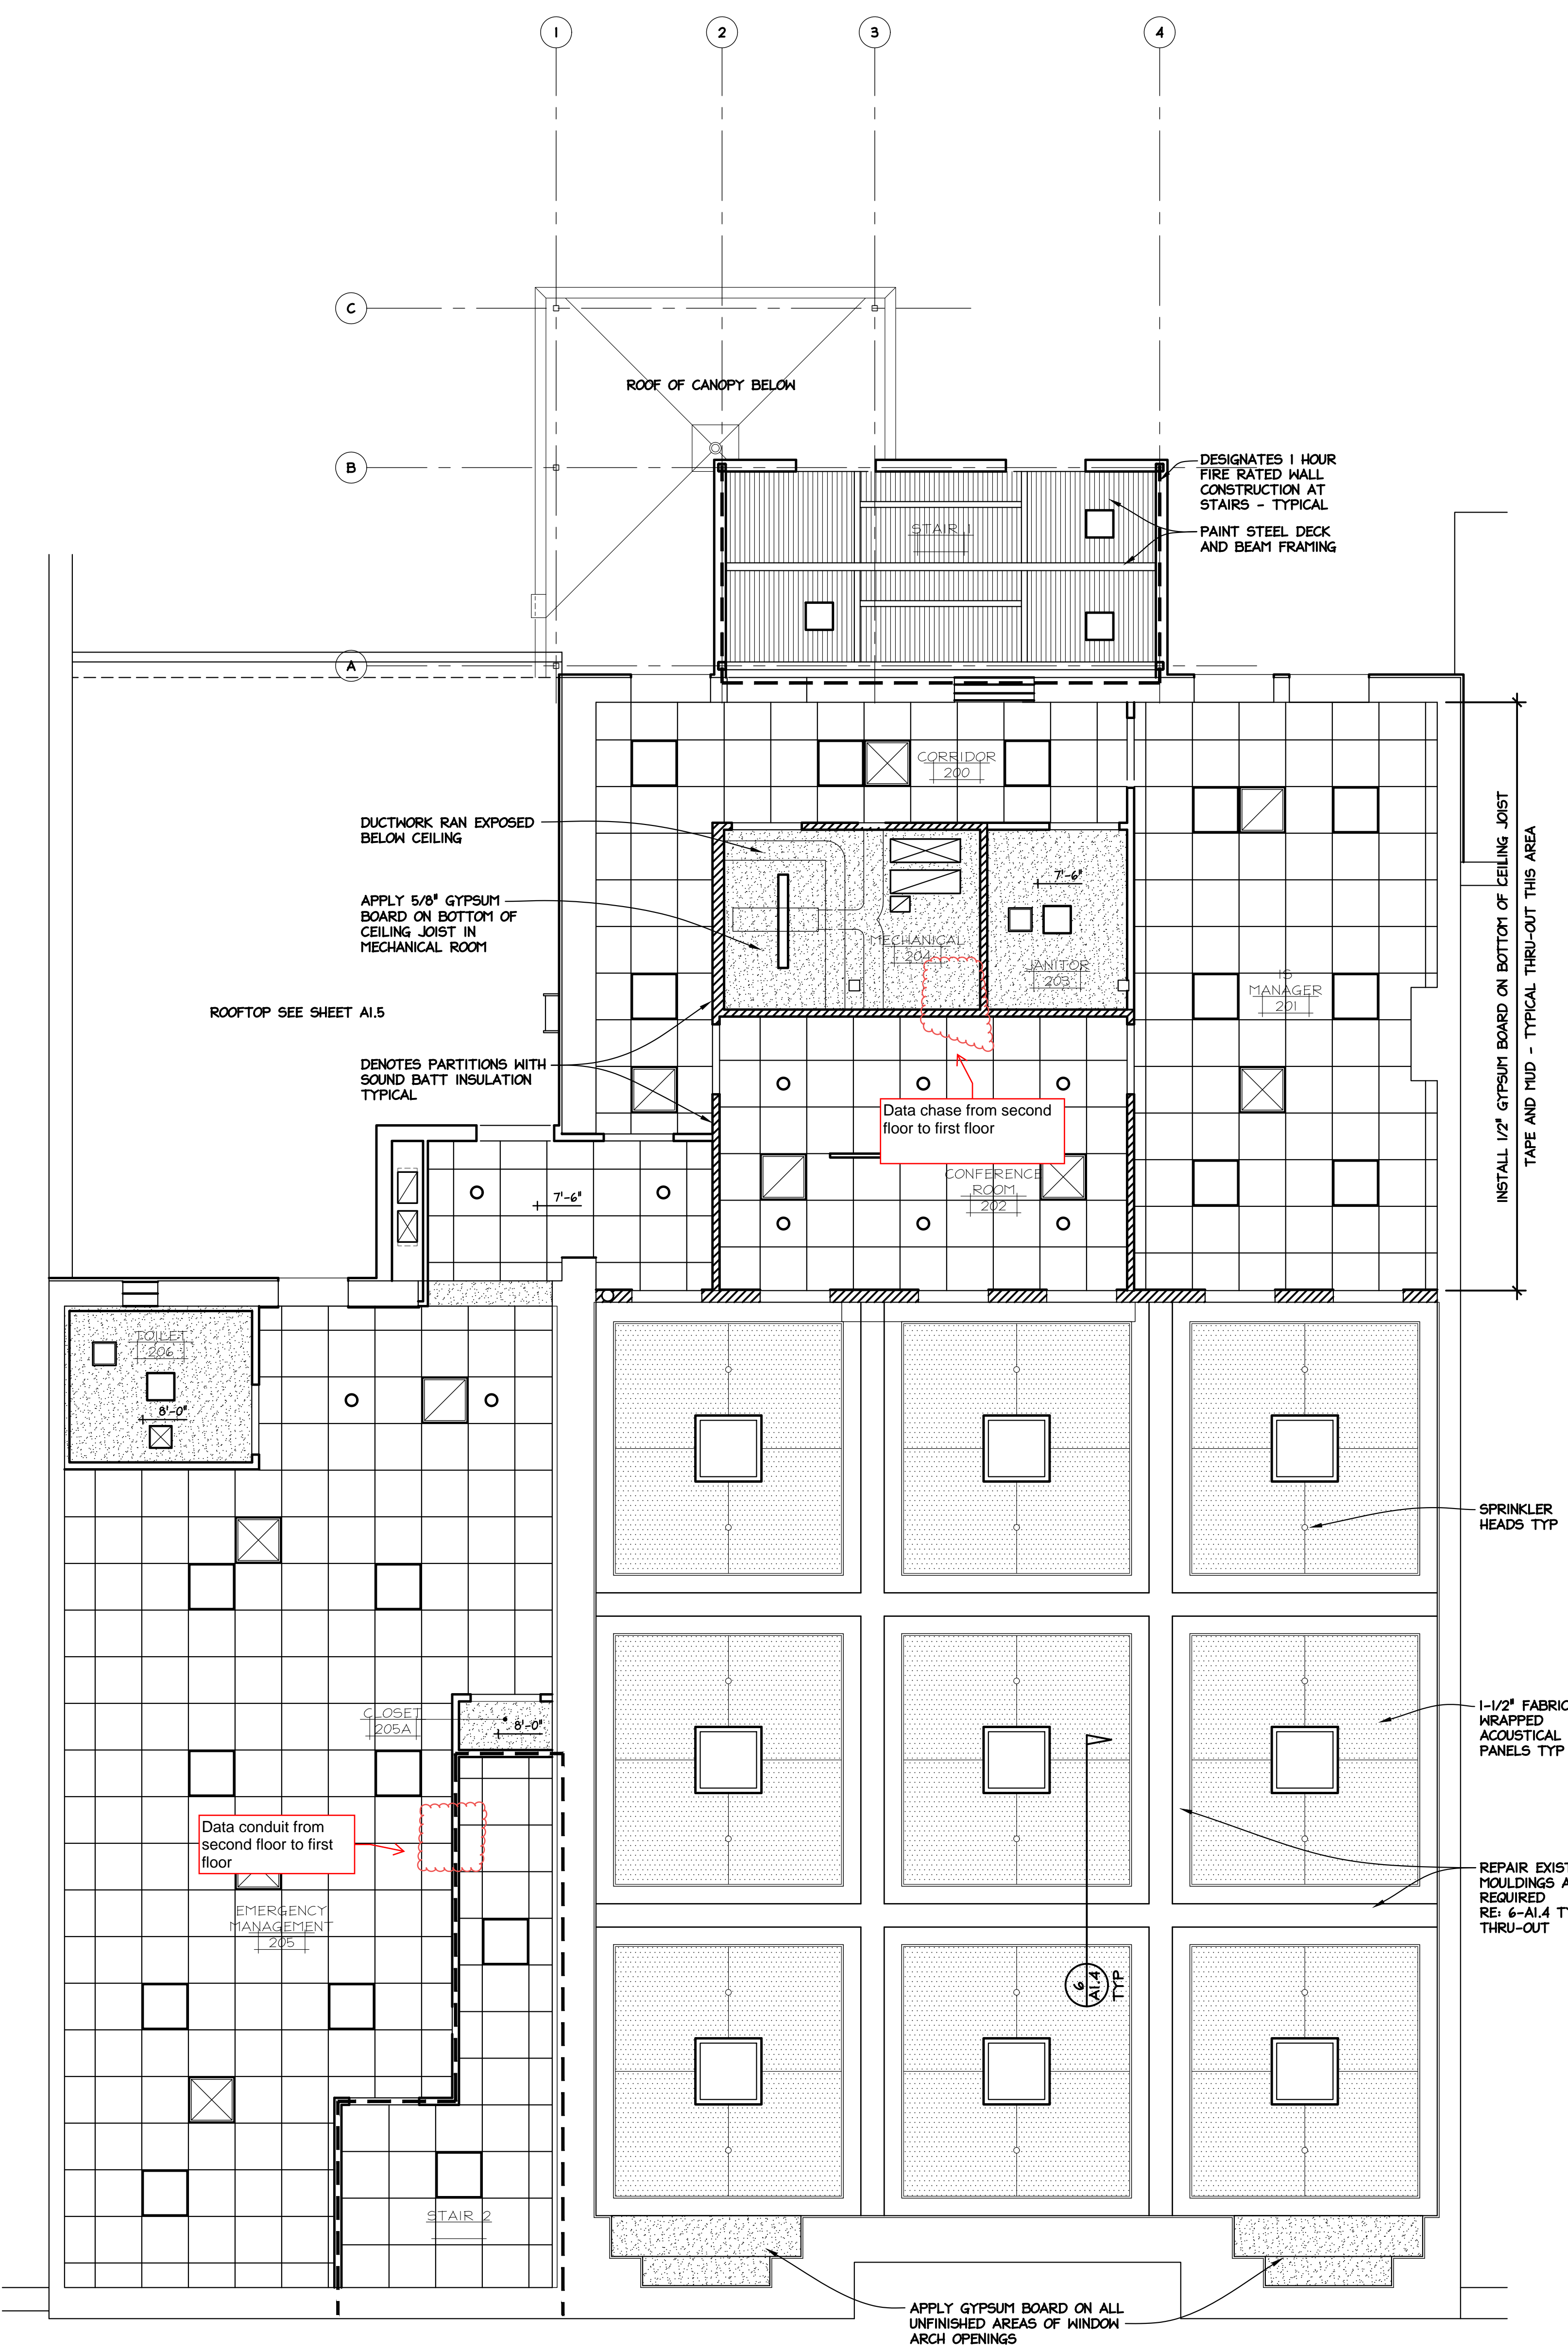 1
2
3
4
C
ROOF OF CANOPY BELOW
B
DESIGNATES 1 HOUR
FIRE RATED WALL
CONSTRUCTION AT
STAIRS - TYPICAL
PAINT STEEL DECK
AND BEAM FRAMING
STAIR 1
A
CORRIDOR
200
DUCTWORK RAN EXPOSED
BELOW CEILING
APPLY 5/8" GYPSUM
BOARD ON BOTTOM OF
CEILING JOIST IN
MECHANICAL ROOM
7'-6"
MECHANICAL
204
JANITOR
203
IS
MANAGER
201
INSTALL 1/2" GYPSUM BOARD ON BOTTOM OF CEILING JOIST
TAPE AND MUD - TYPICAL THRU-OUT THIS AREA
ROOFTOP SEE SHEET A1.5
DENOTES PARTITIONS WITH
SOUND BATT INSULATION
TYPICAL
Data chase from second
floor to first floor
CONFERENCE
ROOM
202
7'-6"
TOILET
206
8'-0"
SPRINKLER
HEADS TYP
CLOSET
205A
8'-0"
1-1/2" FABRIC
WRAPPED
ACOUSTICAL
PANELS TYP
Data conduit from
second floor to first
floor
EMERGENCY
MANAGEMENT
205
REPAIR EXIST
MOULDINGS A
REQUIRED
RE: 6-A1.4 TY
THRU-OUT
6
A1.4
TYP
STAIR 2
APPLY GYPSUM BOARD ON ALL
UNFINISHED AREAS OF WINDOW
ARCH OPENINGS